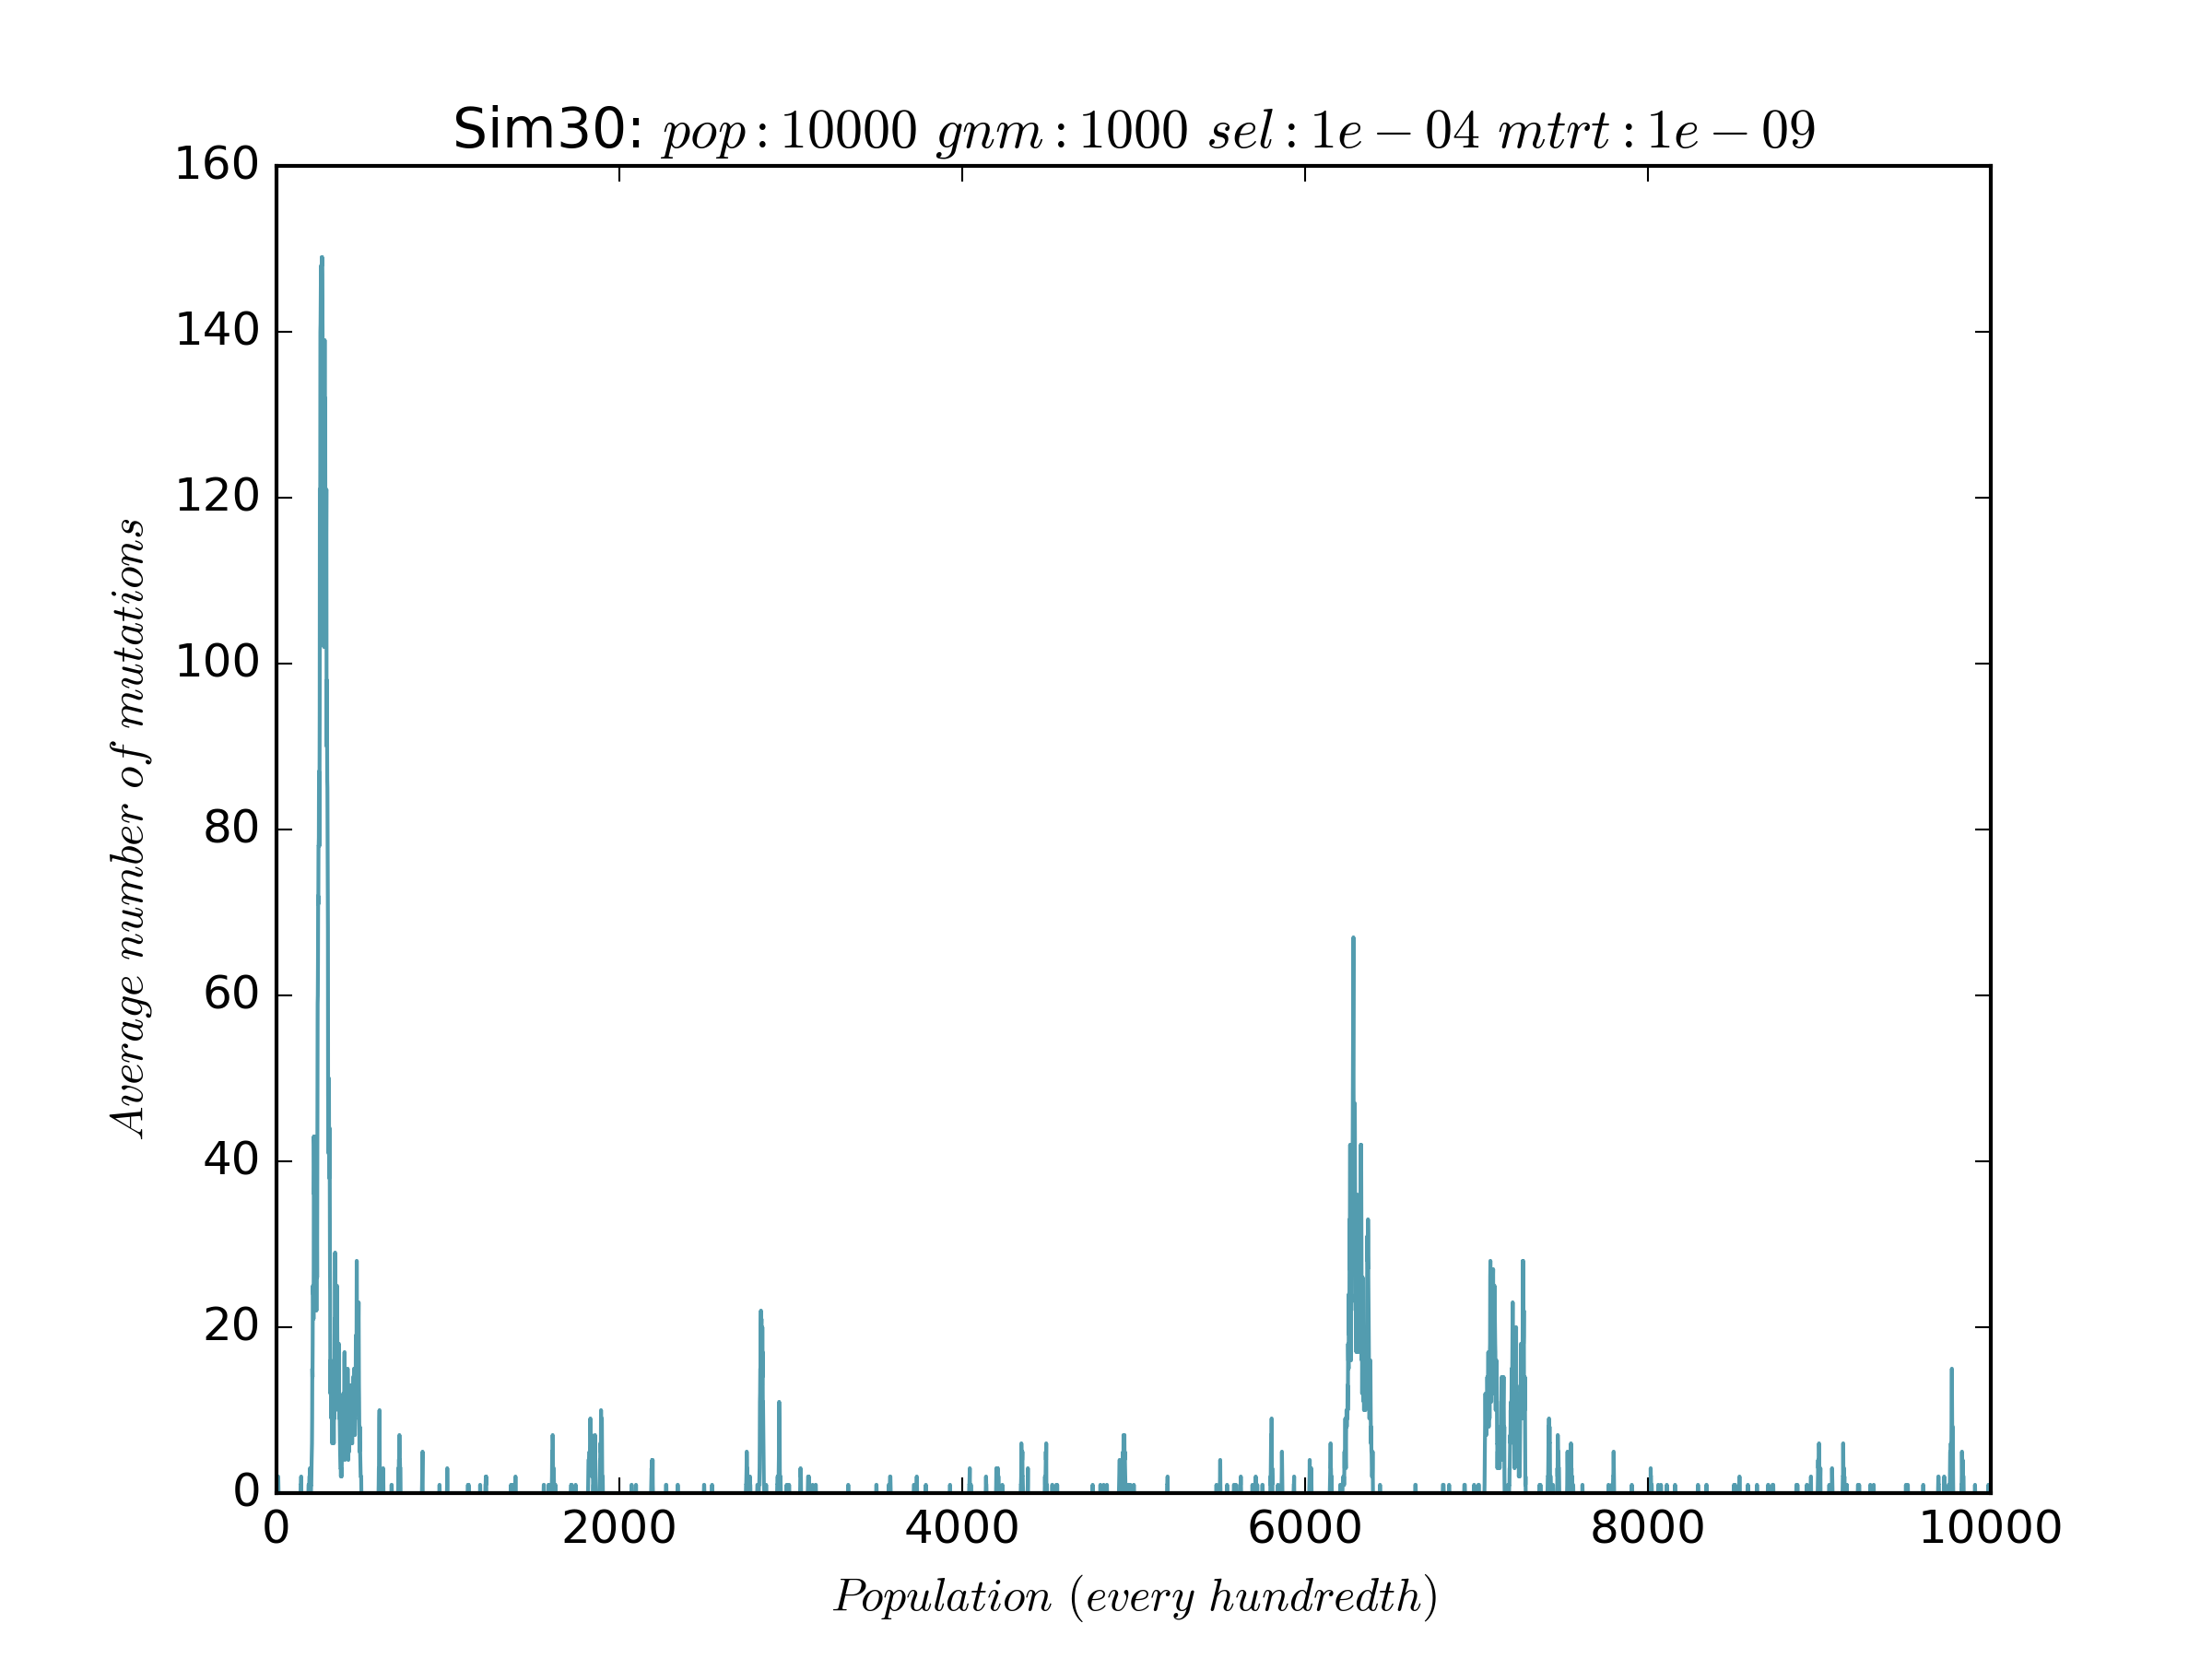 Sim30: pop : 10000 gnm : 1000 sel : 1e − 04 mtrt : 1e − 09
160
140
120
100
80
60
40
20
0
Average number of mutations
0 2000 4000 6000 8000 10000
Population (every hundredth)